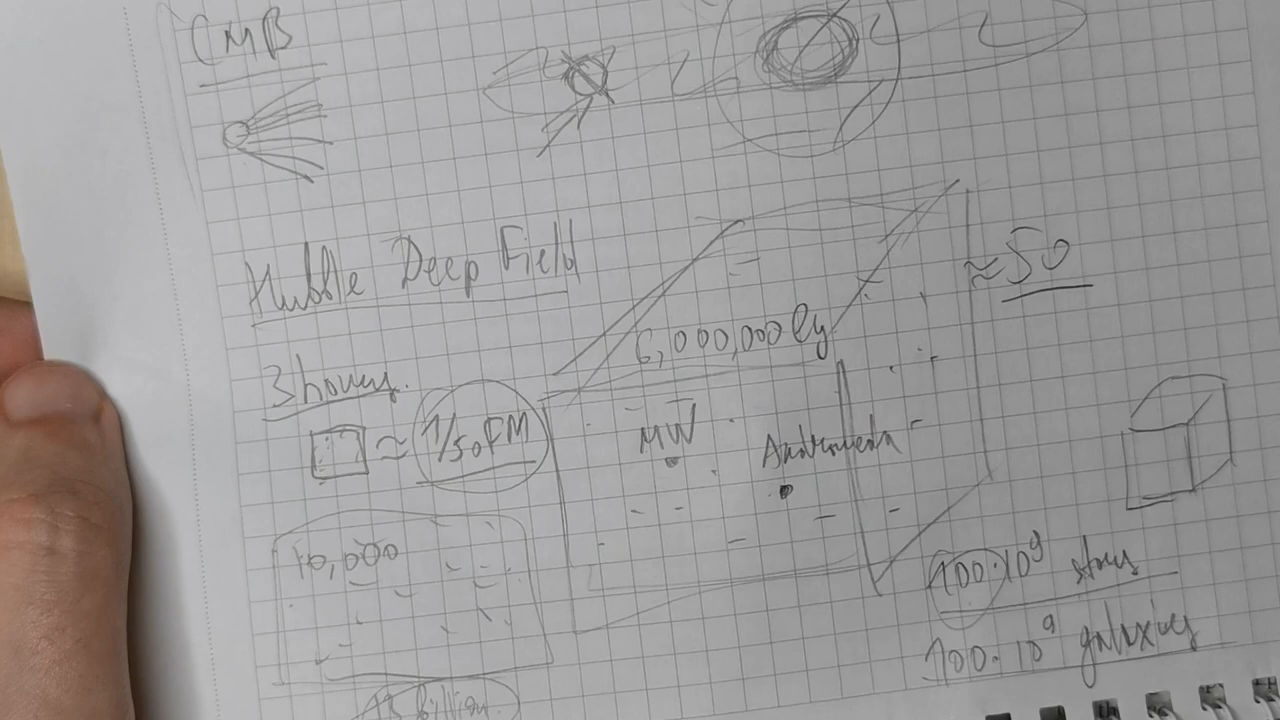 CMB
Hubble Deep Field
≈50
6,000,000 ly
3 hours.
≈ 1/50 FM
MW
Andromeda
10,000
100·10⁹ stars
100·10⁹ galaxies
Billion